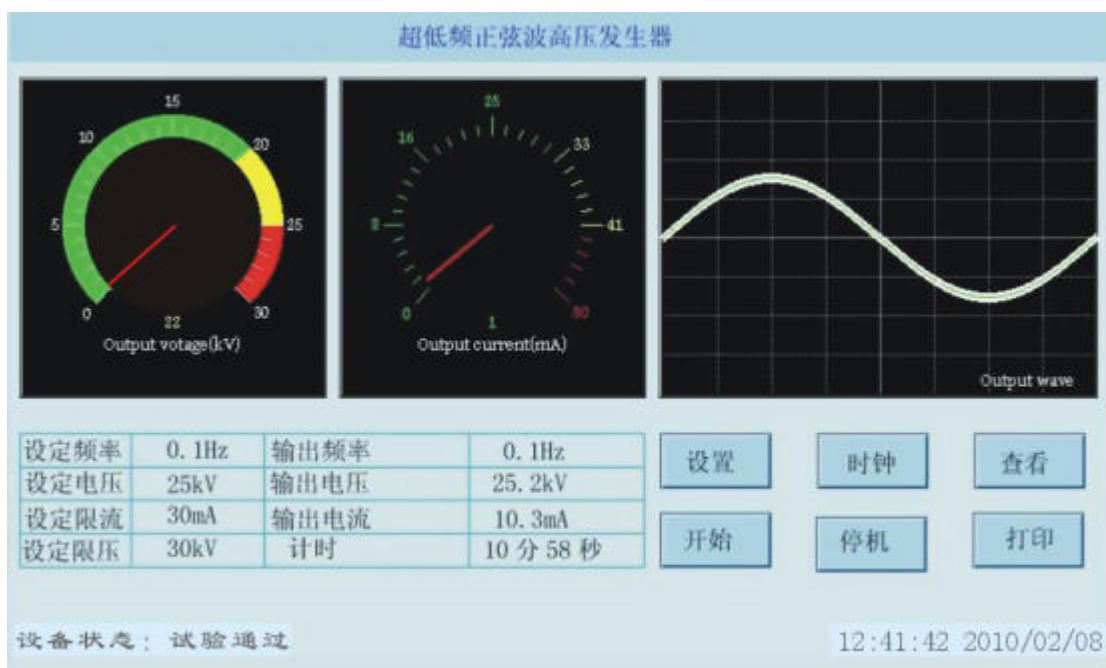 超低频正弦波高压发生器
15
10 20
5 25
0 30
22
Output votage(kV)
25
16 33
8 41
0 50
1
Output current(mA)
Output wave
设定频率 0.1Hz 输出频率 0.1Hz
设定电压 25kV 输出电压 25.2kV
设定限流 30mA 输出电流 10.3mA
设定限压 30kV 计时 10分58秒
设置 时钟 查看
开始 停机 打印
设备状态：试验通过
12:41:42 2010/02/08